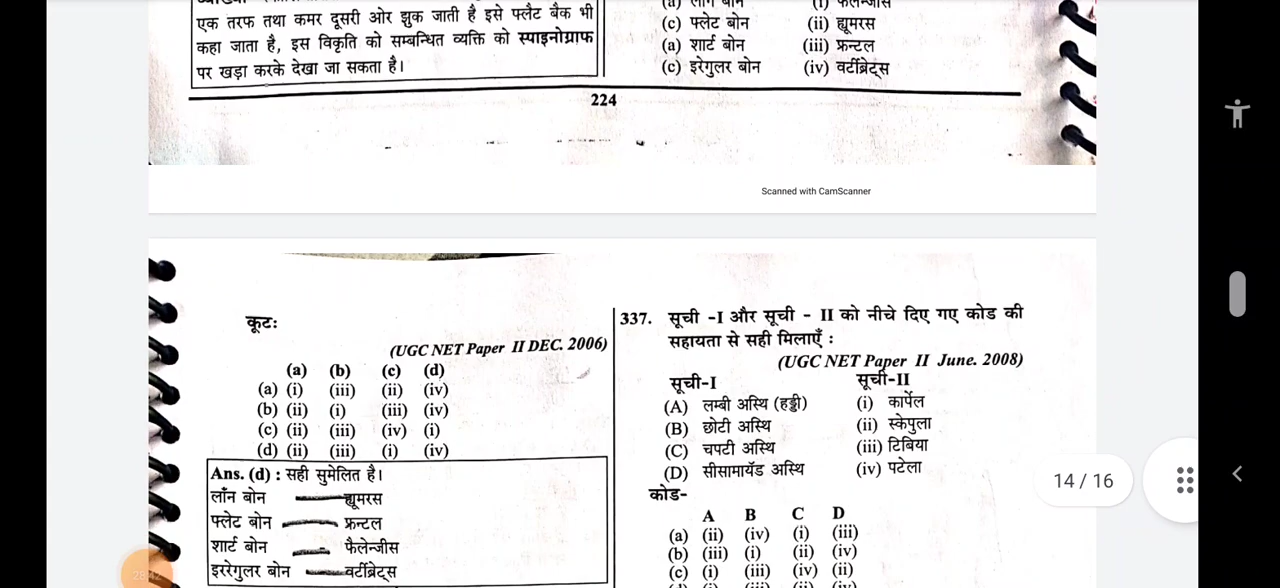 एक तरफ तथा कमर दूसरी ओर झुक जाती है इसे फ्लैट बैक भी
कहा जाता है, इस विकृति को सम्बन्धित व्यक्ति को स्पाइनोग्राफ
पर खड़ा करके देखा जा सकता है।
(c) फ्लेट बोन (ii) ह्यूमरस
(a) शार्ट बोन (iii) फ्रन्टल
(c) इरेगुलर बोन (iv) वर्टीब्रेट्स
224
Scanned with CamScanner
कूटः
(UGC NET Paper II DEC. 2006)
(a) (b) (c) (d)
(a) (i) (iii) (ii) (iv)
(b) (ii) (i) (iii) (iv)
(c) (ii) (iii) (iv) (i)
(d) (ii) (iii) (i) (iv)
Ans. (d) : सही सुमेलित है।
लॉंन बोन ह्यूमरस
फ्लेट बोन फ्रन्टल
शार्ट बोन फैलेन्जीस
इररेगुलर बोन वर्टीब्रेट्स
337. सूची -I और सूची - II को नीचे दिए गए कोड की
सहायता से सही मिलाएँ :
(UGC NET Paper II June. 2008)
सूची-I सूची-II
(A) लम्बी अस्थि (हड्डी) (i) कार्पेल
(B) छोटी अस्थि (ii) स्केपुला
(C) चपटी अस्थि (iii) टिबिया
(D) सीसामायॅड अस्थि (iv) पटेला
कोड-
A B C D
(a) (ii) (iv) (i) (iii)
(b) (iii) (i) (ii) (iv)
(c) (i) (iii) (iv) (ii)
14 / 16
28:42